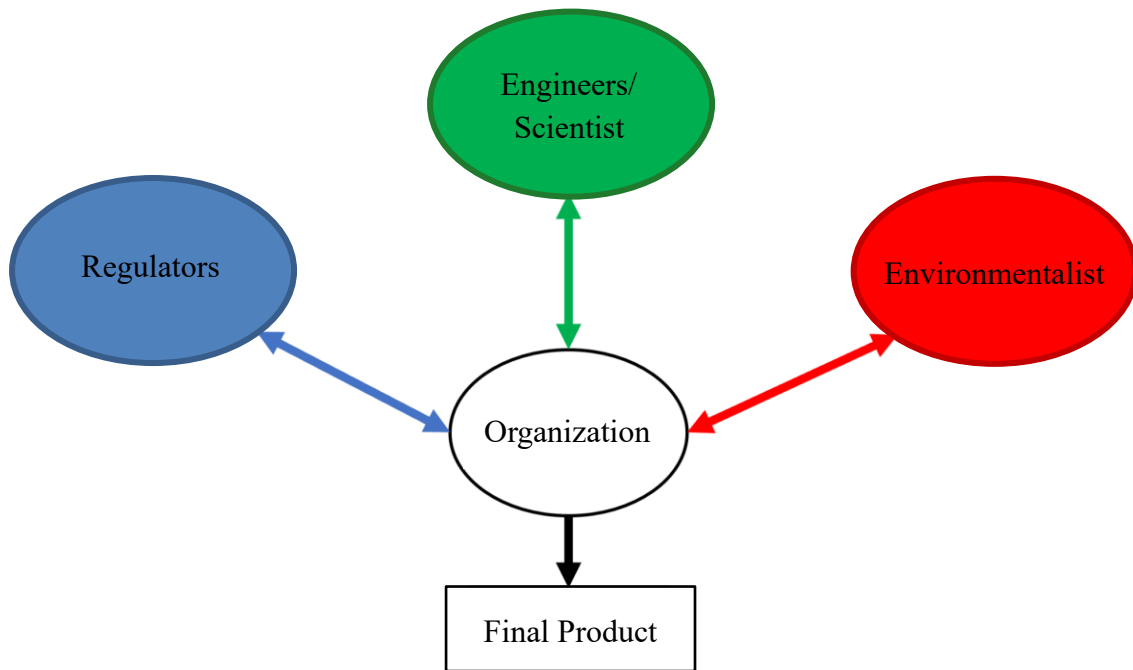 Engineers/
Scientist
Regulators
Environmentalist
Organization
Final Product